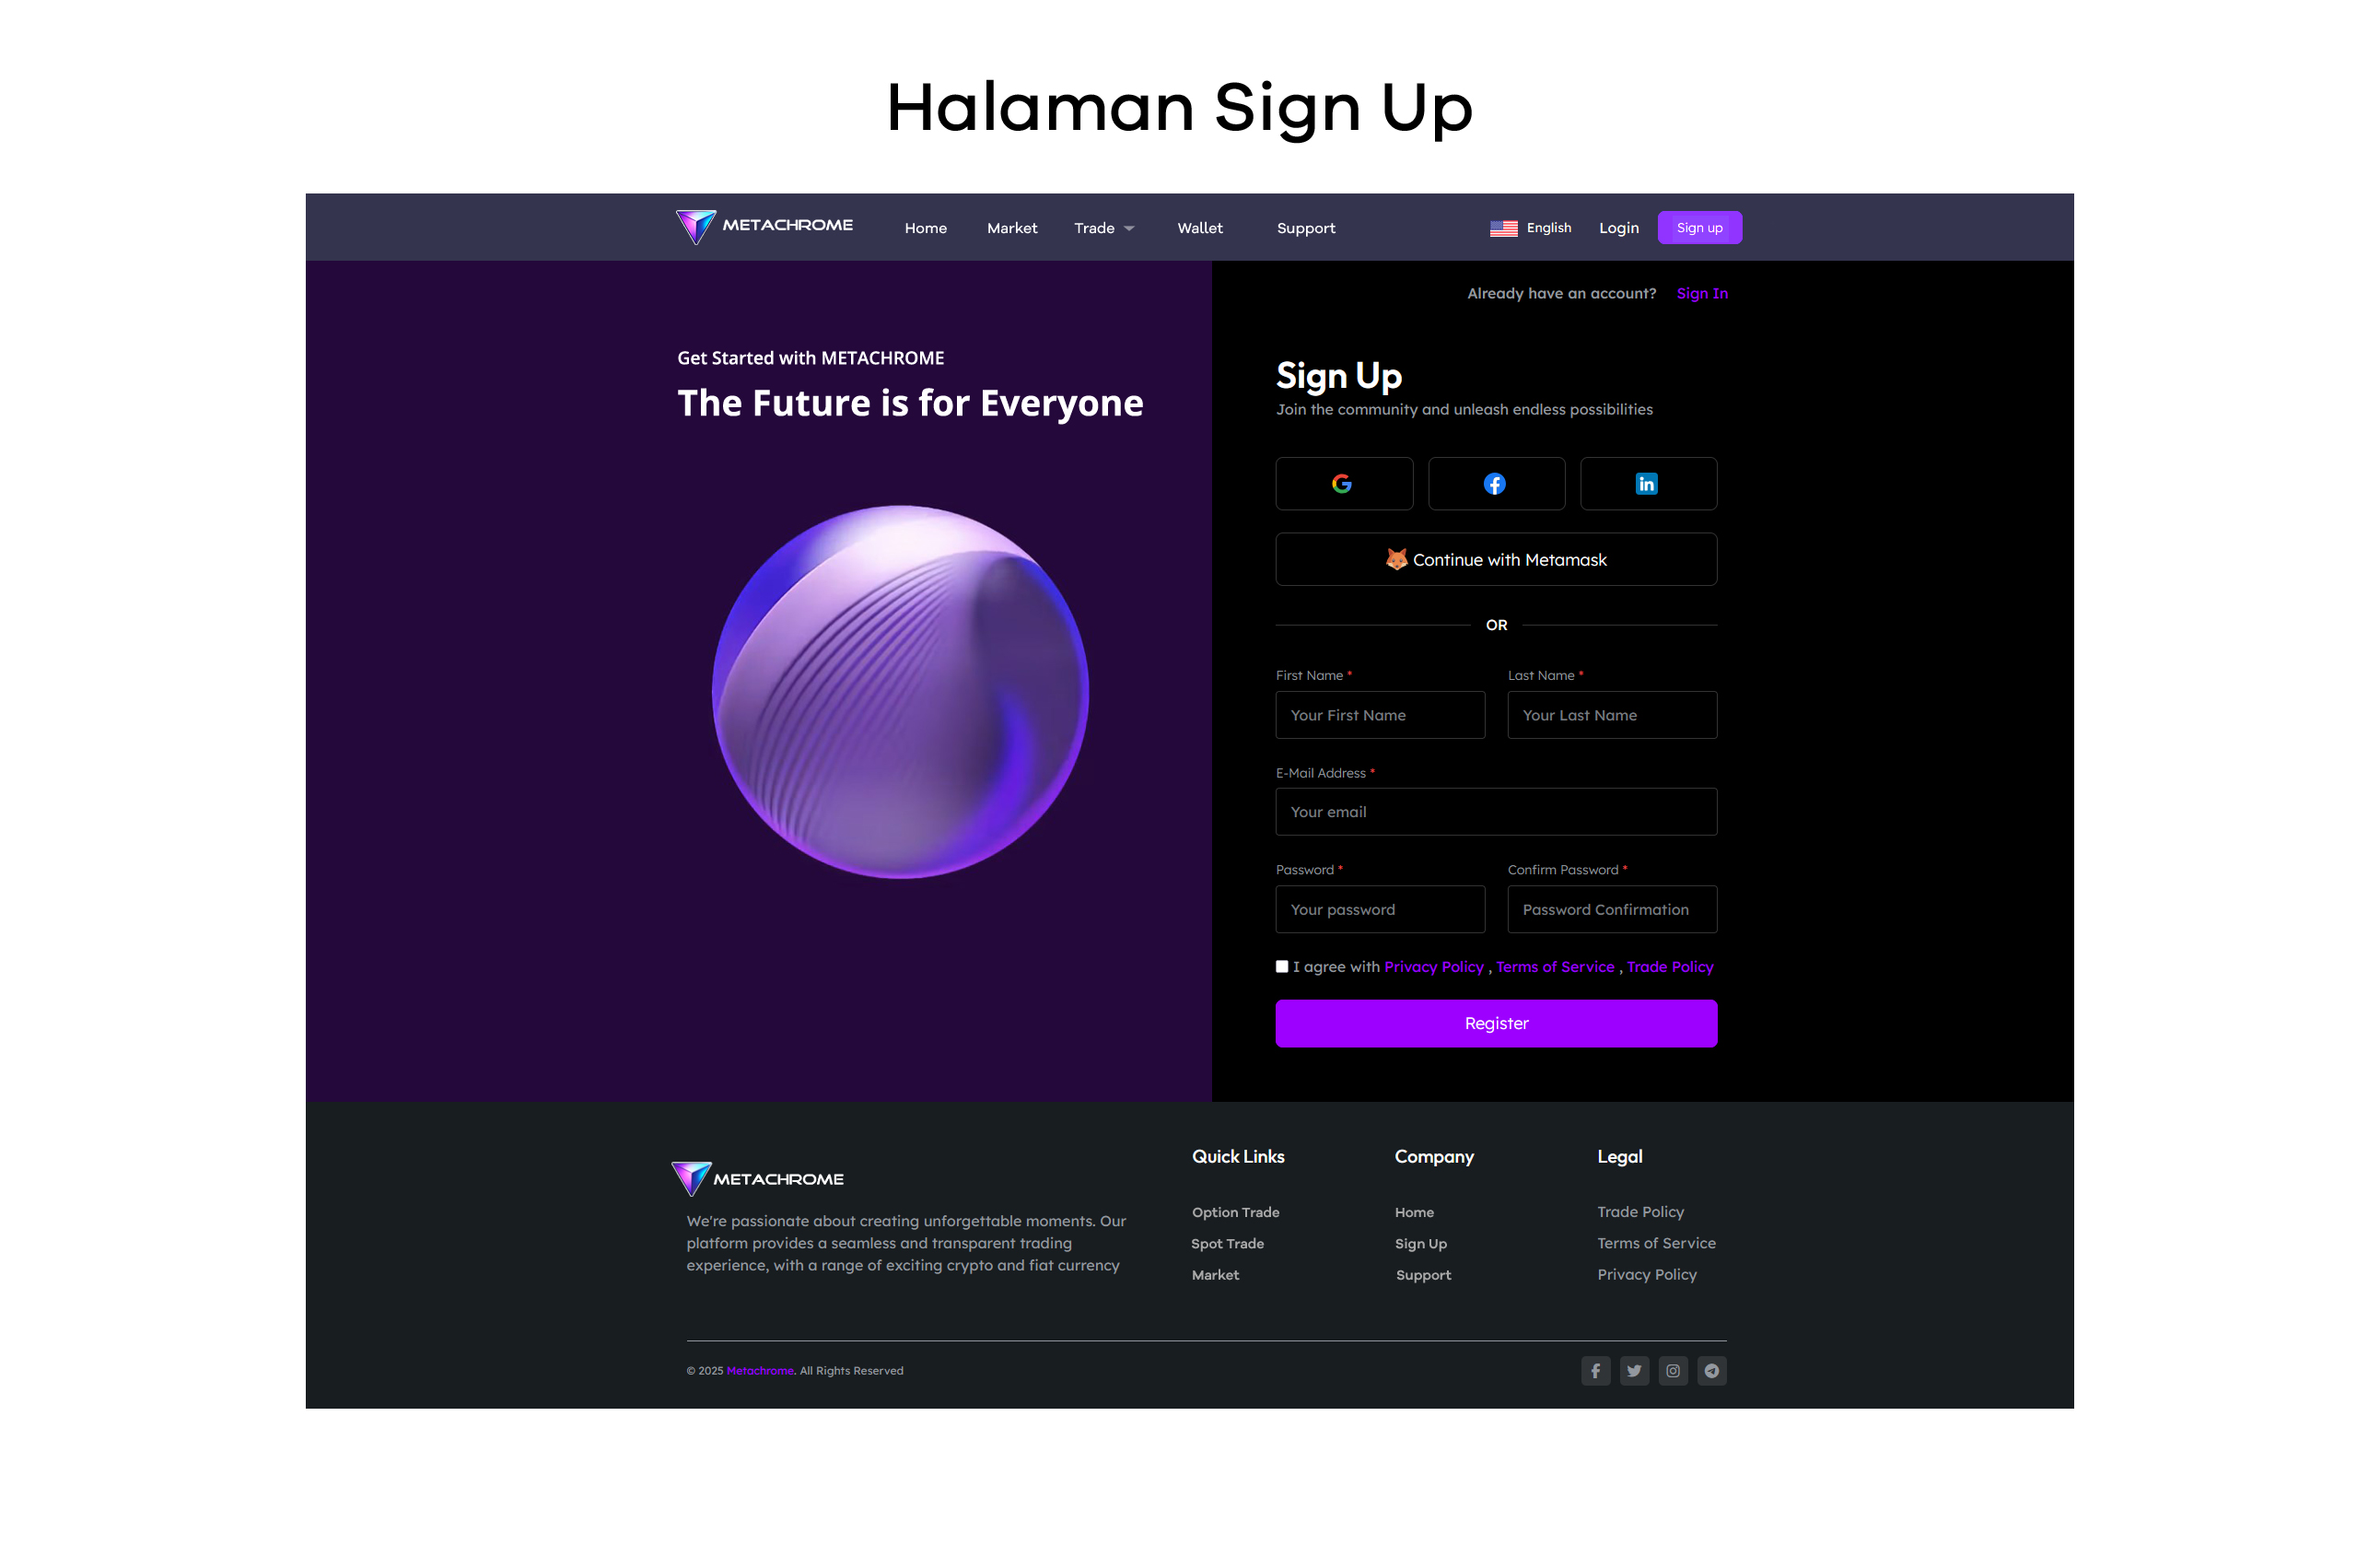 Halaman Sign Up
METACHROME Home Market Trade Wallet Support English Login Sign up
Already have an account? Sign In
Get Started with METACHROME
The Future is for Everyone
Sign Up
Join the community and unleash endless possibilities
G f in
Continue with Metamask
OR
First Name * Last Name *
Your First Name Your Last Name
E-Mail Address *
Your email
Password * Confirm Password *
Your password Password Confirmation
I agree with Privacy Policy , Terms of Service , Trade Policy
Register
METACHROME
We're passionate about creating unforgettable moments. Our
platform provides a seamless and transparent trading
experience, with a range of exciting crypto and fiat currency
Quick Links
Option Trade
Spot Trade
Market
Company
Home
Sign Up
Support
Legal
Trade Policy
Terms of Service
Privacy Policy
© 2025 Metachrome. All Rights Reserved